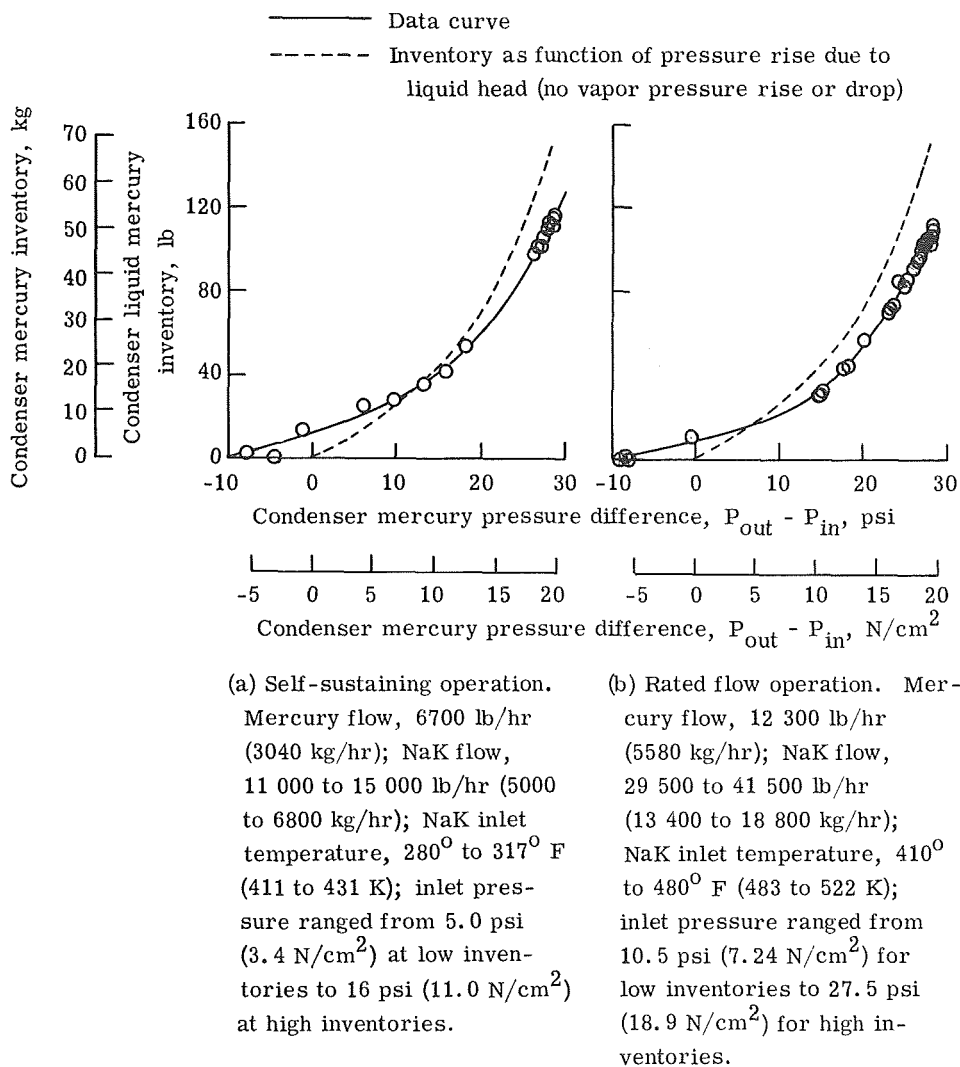 Data curve
Inventory as function of pressure rise due to
liquid head (no vapor pressure rise or drop)
Condenser mercury inventory, kg
70
60
50
40
30
20
10
0
Condenser liquid mercury
inventory, lb
160
120
80
40
0
-10 0 10 20 30
-10 0 10 20 30
Condenser mercury pressure difference, P_out - P_in, psi
-5 0 5 10 15 20
-5 0 5 10 15 20
Condenser mercury pressure difference, P_out - P_in, N/cm²
(a) Self-sustaining operation.
Mercury flow, 6700 lb/hr
(3040 kg/hr); NaK flow,
11 000 to 15 000 lb/hr (5000
to 6800 kg/hr); NaK inlet
temperature, 280° to 317° F
(411 to 431 K); inlet pres-
sure ranged from 5.0 psi
(3.4 N/cm²) at low inven-
tories to 16 psi (11.0 N/cm²)
at high inventories.
(b) Rated flow operation. Mer-
cury flow, 12 300 lb/hr
(5580 kg/hr); NaK flow,
29 500 to 41 500 lb/hr
(13 400 to 18 800 kg/hr);
NaK inlet temperature, 410°
to 480° F (483 to 522 K);
inlet pressure ranged from
10.5 psi (7.24 N/cm²) for
low inventories to 27.5 psi
(18.9 N/cm²) for high in-
ventories.